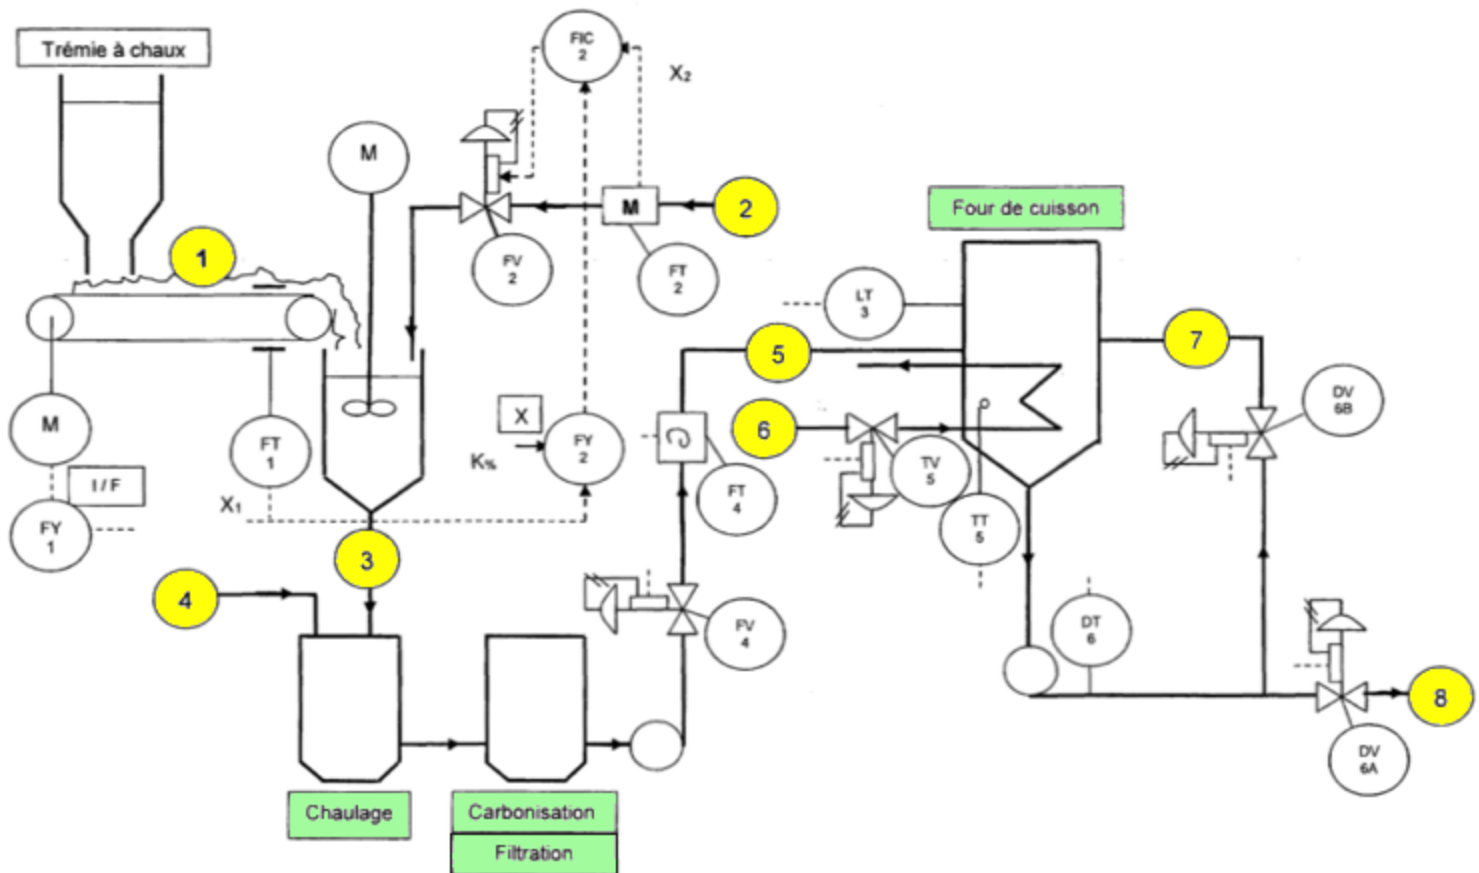 Trémie à chaux
FIC
2
X₂
M
1
M
2
FV
2
FT
2
Four de cuisson
LT
3
5
7
DV
6B
M
FT
1
X
K%
FY
2
6
TV
5
FT
4
TT
5
I / F
FY
1
X₁
3
4
FV
4
DT
6
8
DV
6A
Chaulage
Carbonisation
Filtration